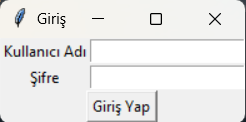 Giriş
Kullanıcı Adı
Şifre
Giriş Yap